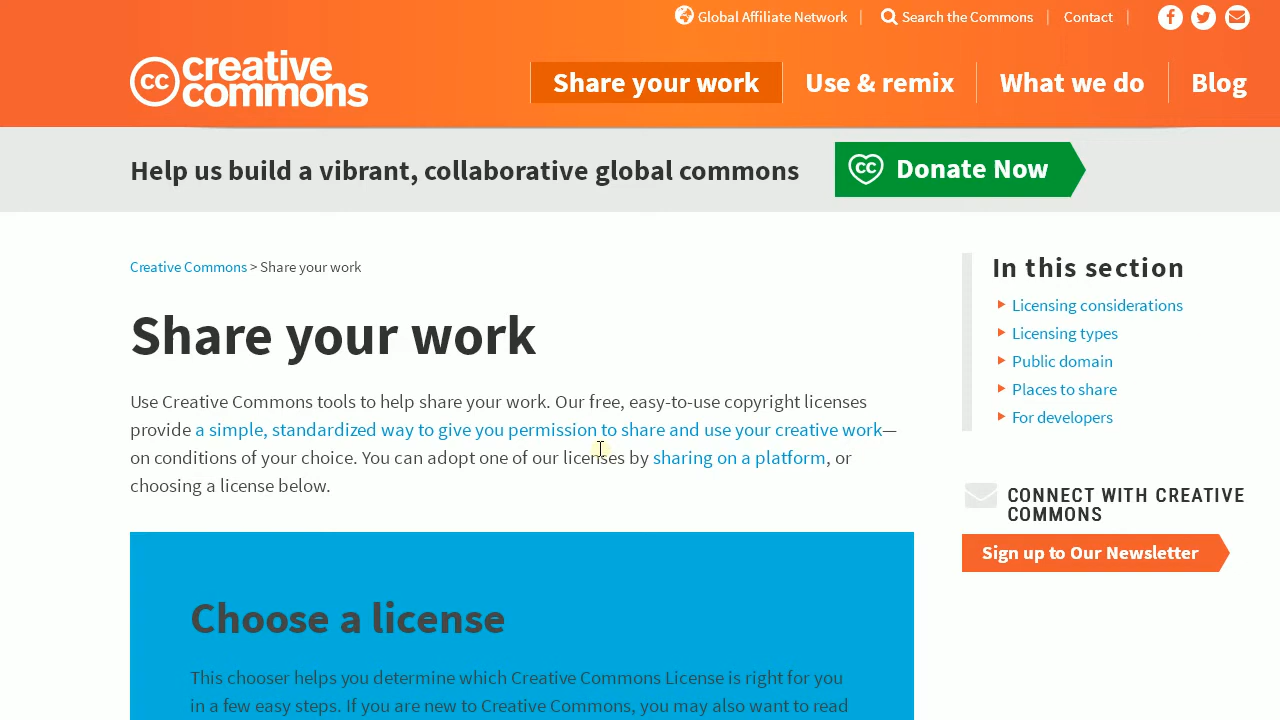 Global Affiliate Network | Search the Commons | Contact |
cc creative commons
Share your work
Use & remix
What we do
Blog
Help us build a vibrant, collaborative global commons
cc Donate Now
Creative Commons > Share your work
Share your work
Use Creative Commons tools to help share your work. Our free, easy-to-use copyright licenses
provide a simple, standardized way to give you permission to share and use your creative work—
on conditions of your choice. You can adopt one of our licenses by sharing on a platform, or
choosing a license below.
Choose a license
This chooser helps you determine which Creative Commons License is right for you
in a few easy steps. If you are new to Creative Commons, you may also want to read
In this section
Licensing considerations
Licensing types
Public domain
Places to share
For developers
CONNECT WITH CREATIVE
COMMONS
Sign up to Our Newsletter